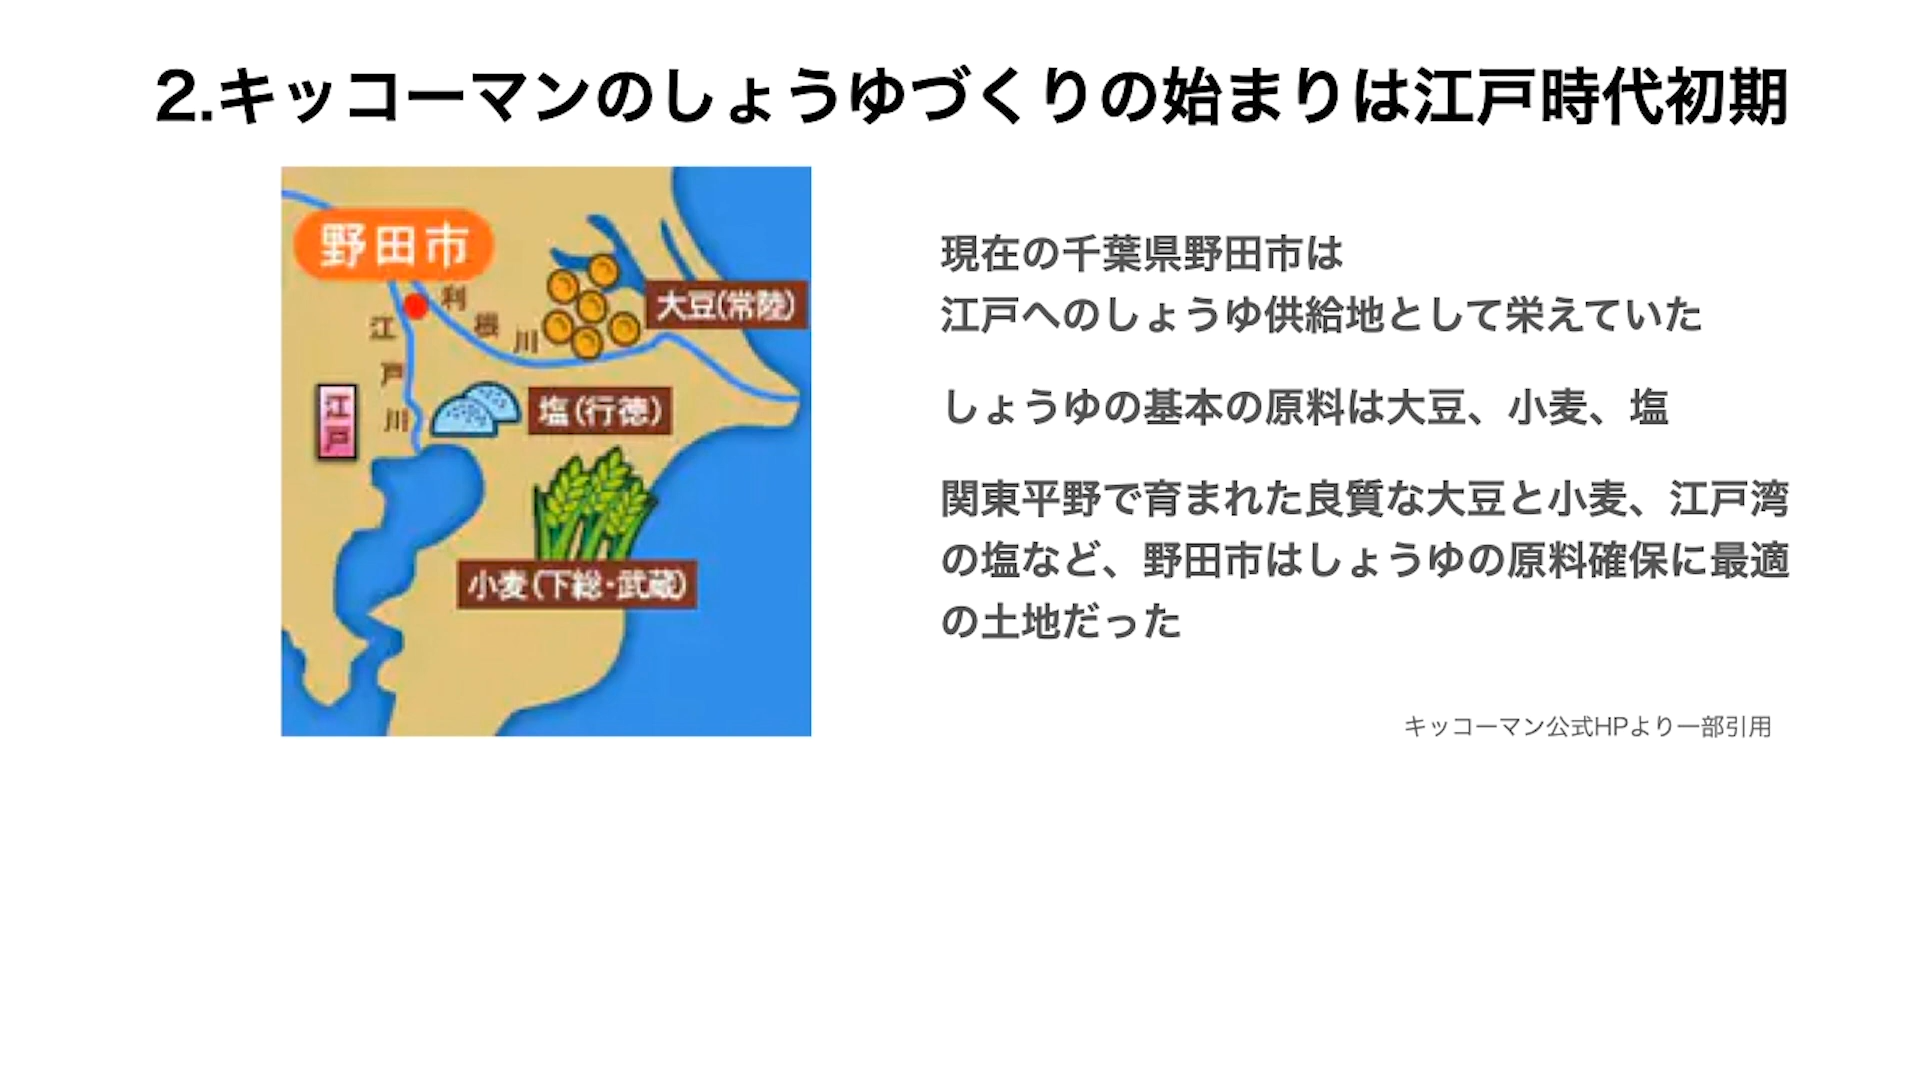 2.キッコーマンのしょうゆづくりの始まりは江戸時代初期
野田市
利根川
江戸川
江戸
大豆(常陸)
塩(行徳)
小麦(下総・武蔵)
現在の千葉県野田市は
江戸へのしょうゆ供給地として栄えていた
しょうゆの基本の原料は大豆、小麦、塩
関東平野で育まれた良質な大豆と小麦、江戸湾
の塩など、野田市はしょうゆの原料確保に最適
の土地だった
キッコーマン公式HPより一部引用